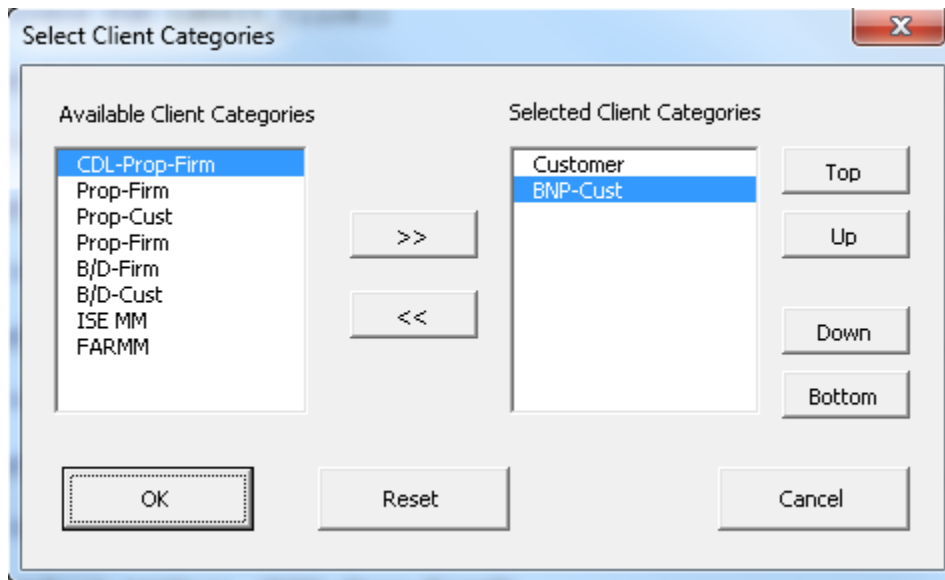 Select Client Categories
X
Available Client Categories
CDL-Prop-Firm
Prop-Firm
Prop-Cust
Prop-Firm
B/D-Firm
B/D-Cust
ISE MM
FARMM
>>
<<
Selected Client Categories
Customer
BNP-Cust
Top
Up
Down
Bottom
OK
Reset
Cancel